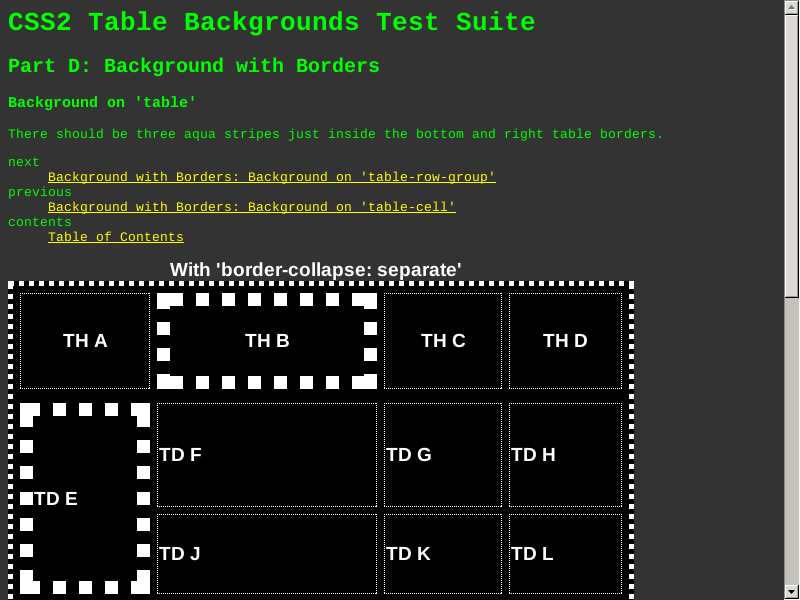 CSS2 Table Backgrounds Test Suite
Part D: Background with Borders
Background on 'table'
There should be three aqua stripes just inside the bottom and right table borders.
next
Background with Borders: Background on 'table-row-group'
previous
Background with Borders: Background on 'table-cell'
contents
Table of Contents
With 'border-collapse: separate'
TH A TH B TH C TH D
TD F TD G TD H
TD E
TD J TD K TD L